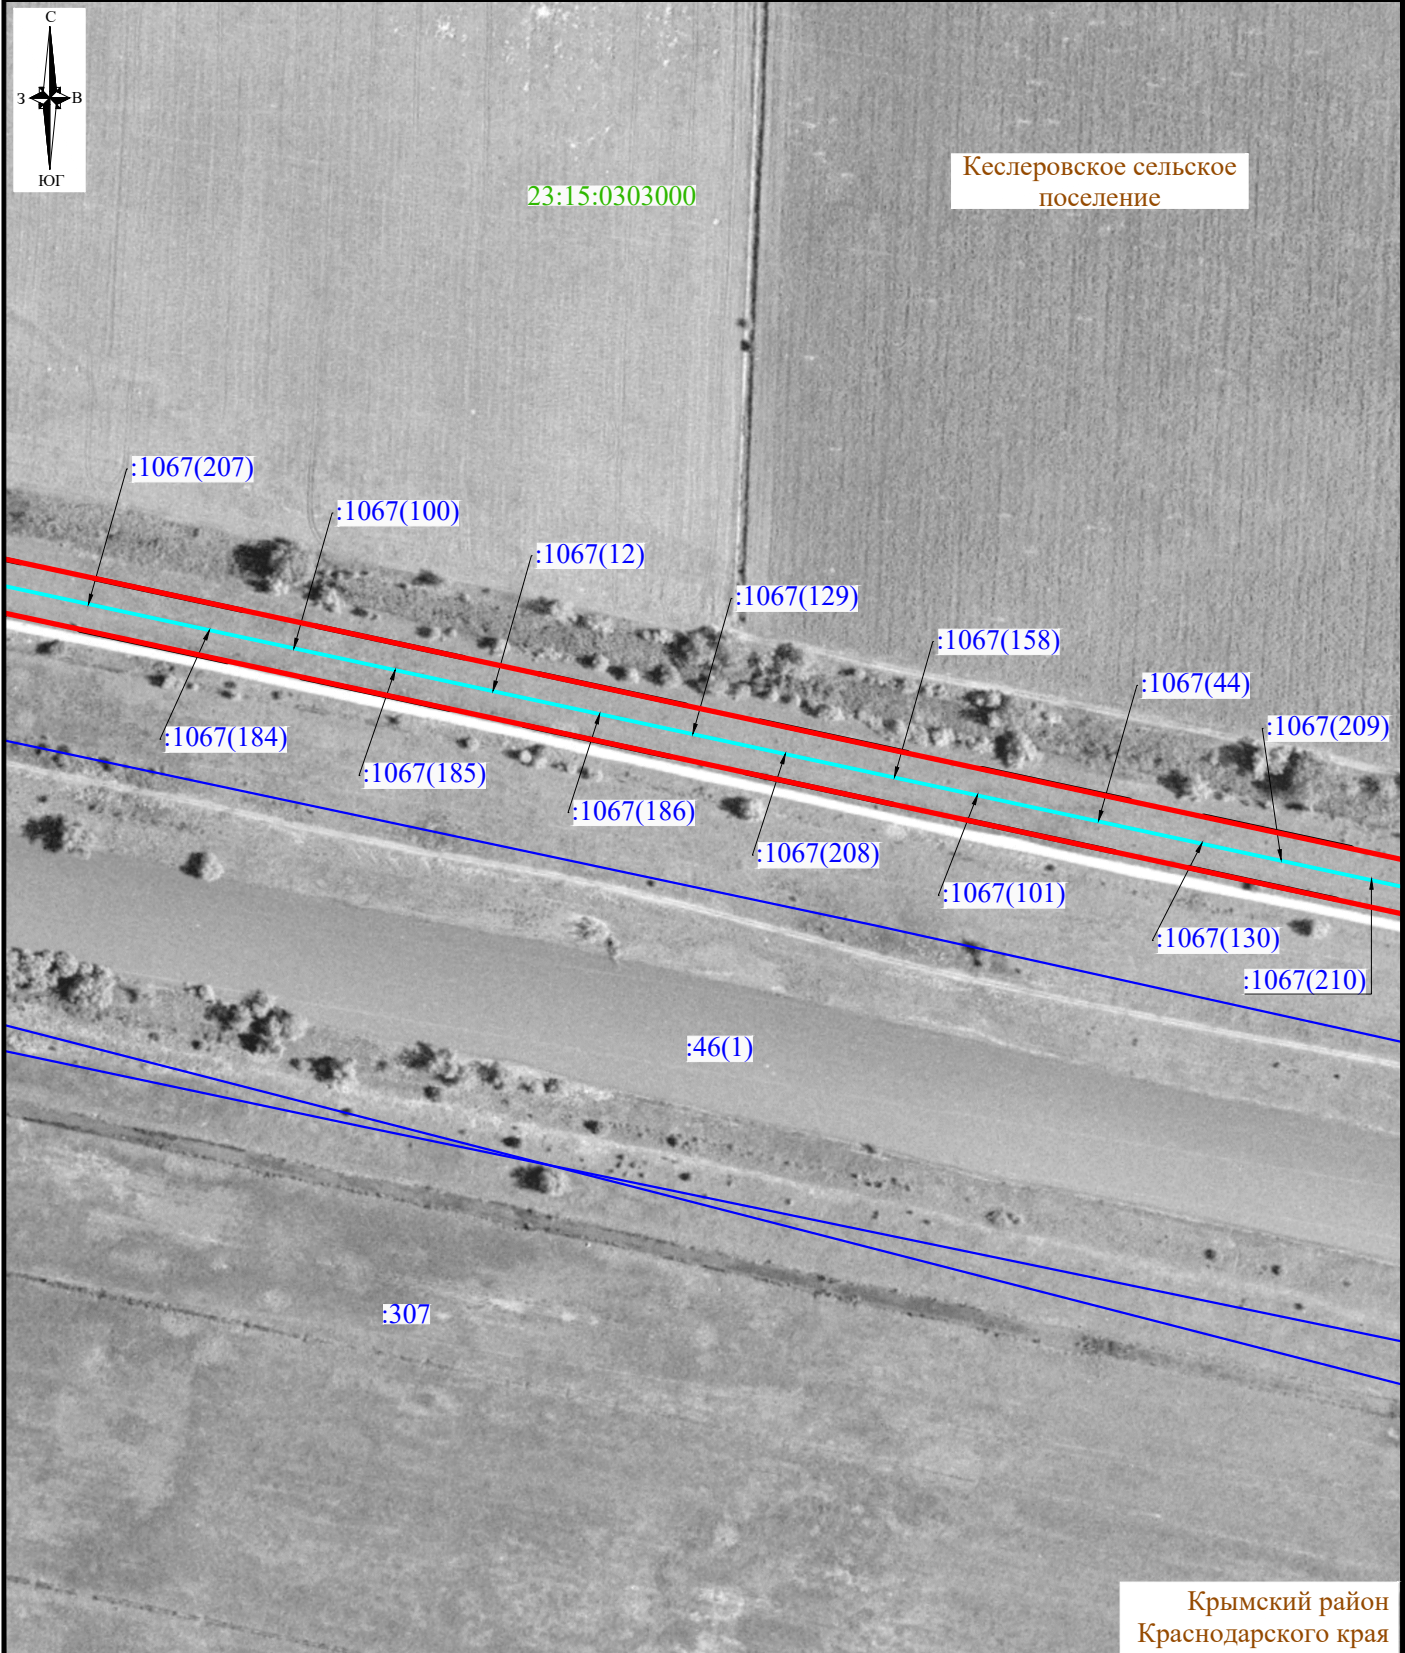 С
З
В
ЮГ
Кеслеровское сельское
поселение
23:15:0303000
:1067(207)
:1067(100)
:1067(12)
:1067(129)
:1067(158)
:1067(44)
:1067(209)
:1067(184)
:1067(185)
:1067(186)
:1067(208)
:1067(101)
:1067(130)
:1067(210)
:46(1)
:307
Крымский район
Краснодарского края